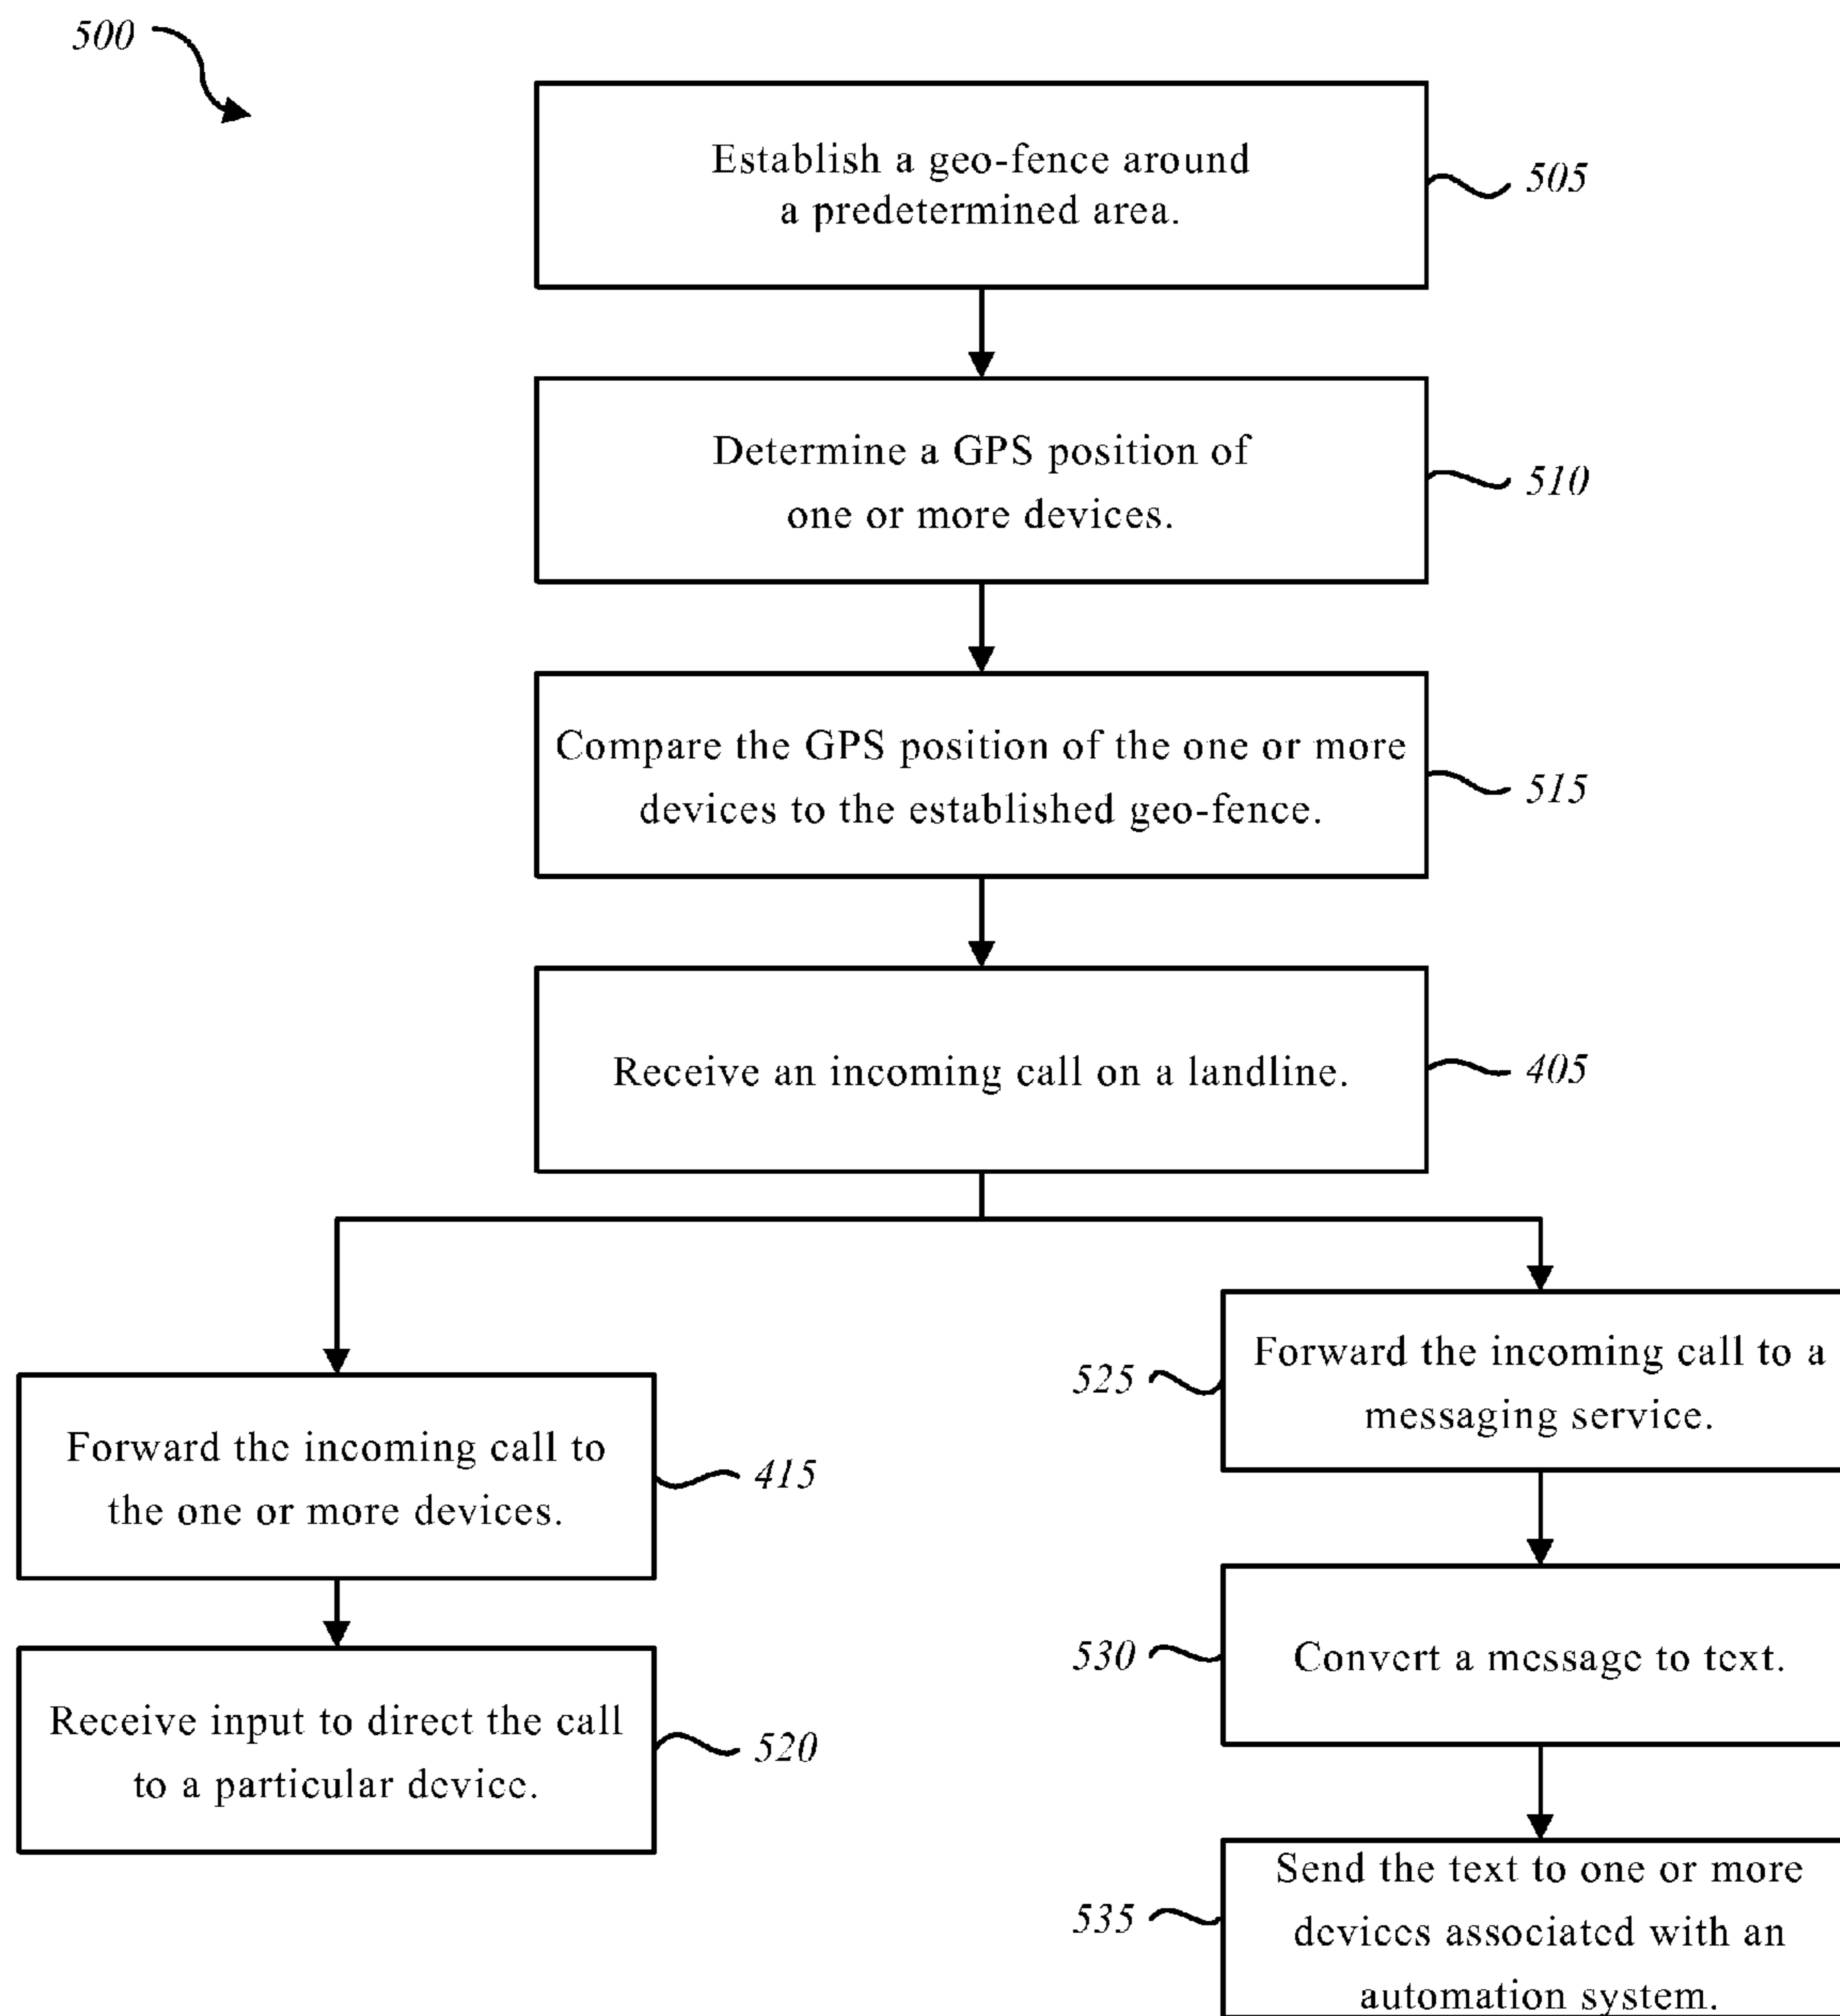 500
Establish a geo-fence around
a predetermined area.
505
Determine a GPS position of
one or more devices.
510
Compare the GPS position of the one or more
devices to the established geo-fence.
515
Receive an incoming call on a landline.
405
Forward the incoming call to
the one or more devices.
415
Receive input to direct the call
to a particular device.
520
525
Forward the incoming call to a
messaging service.
530
Convert a message to text.
535
Send the text to one or more
devices associated with an
automation system.